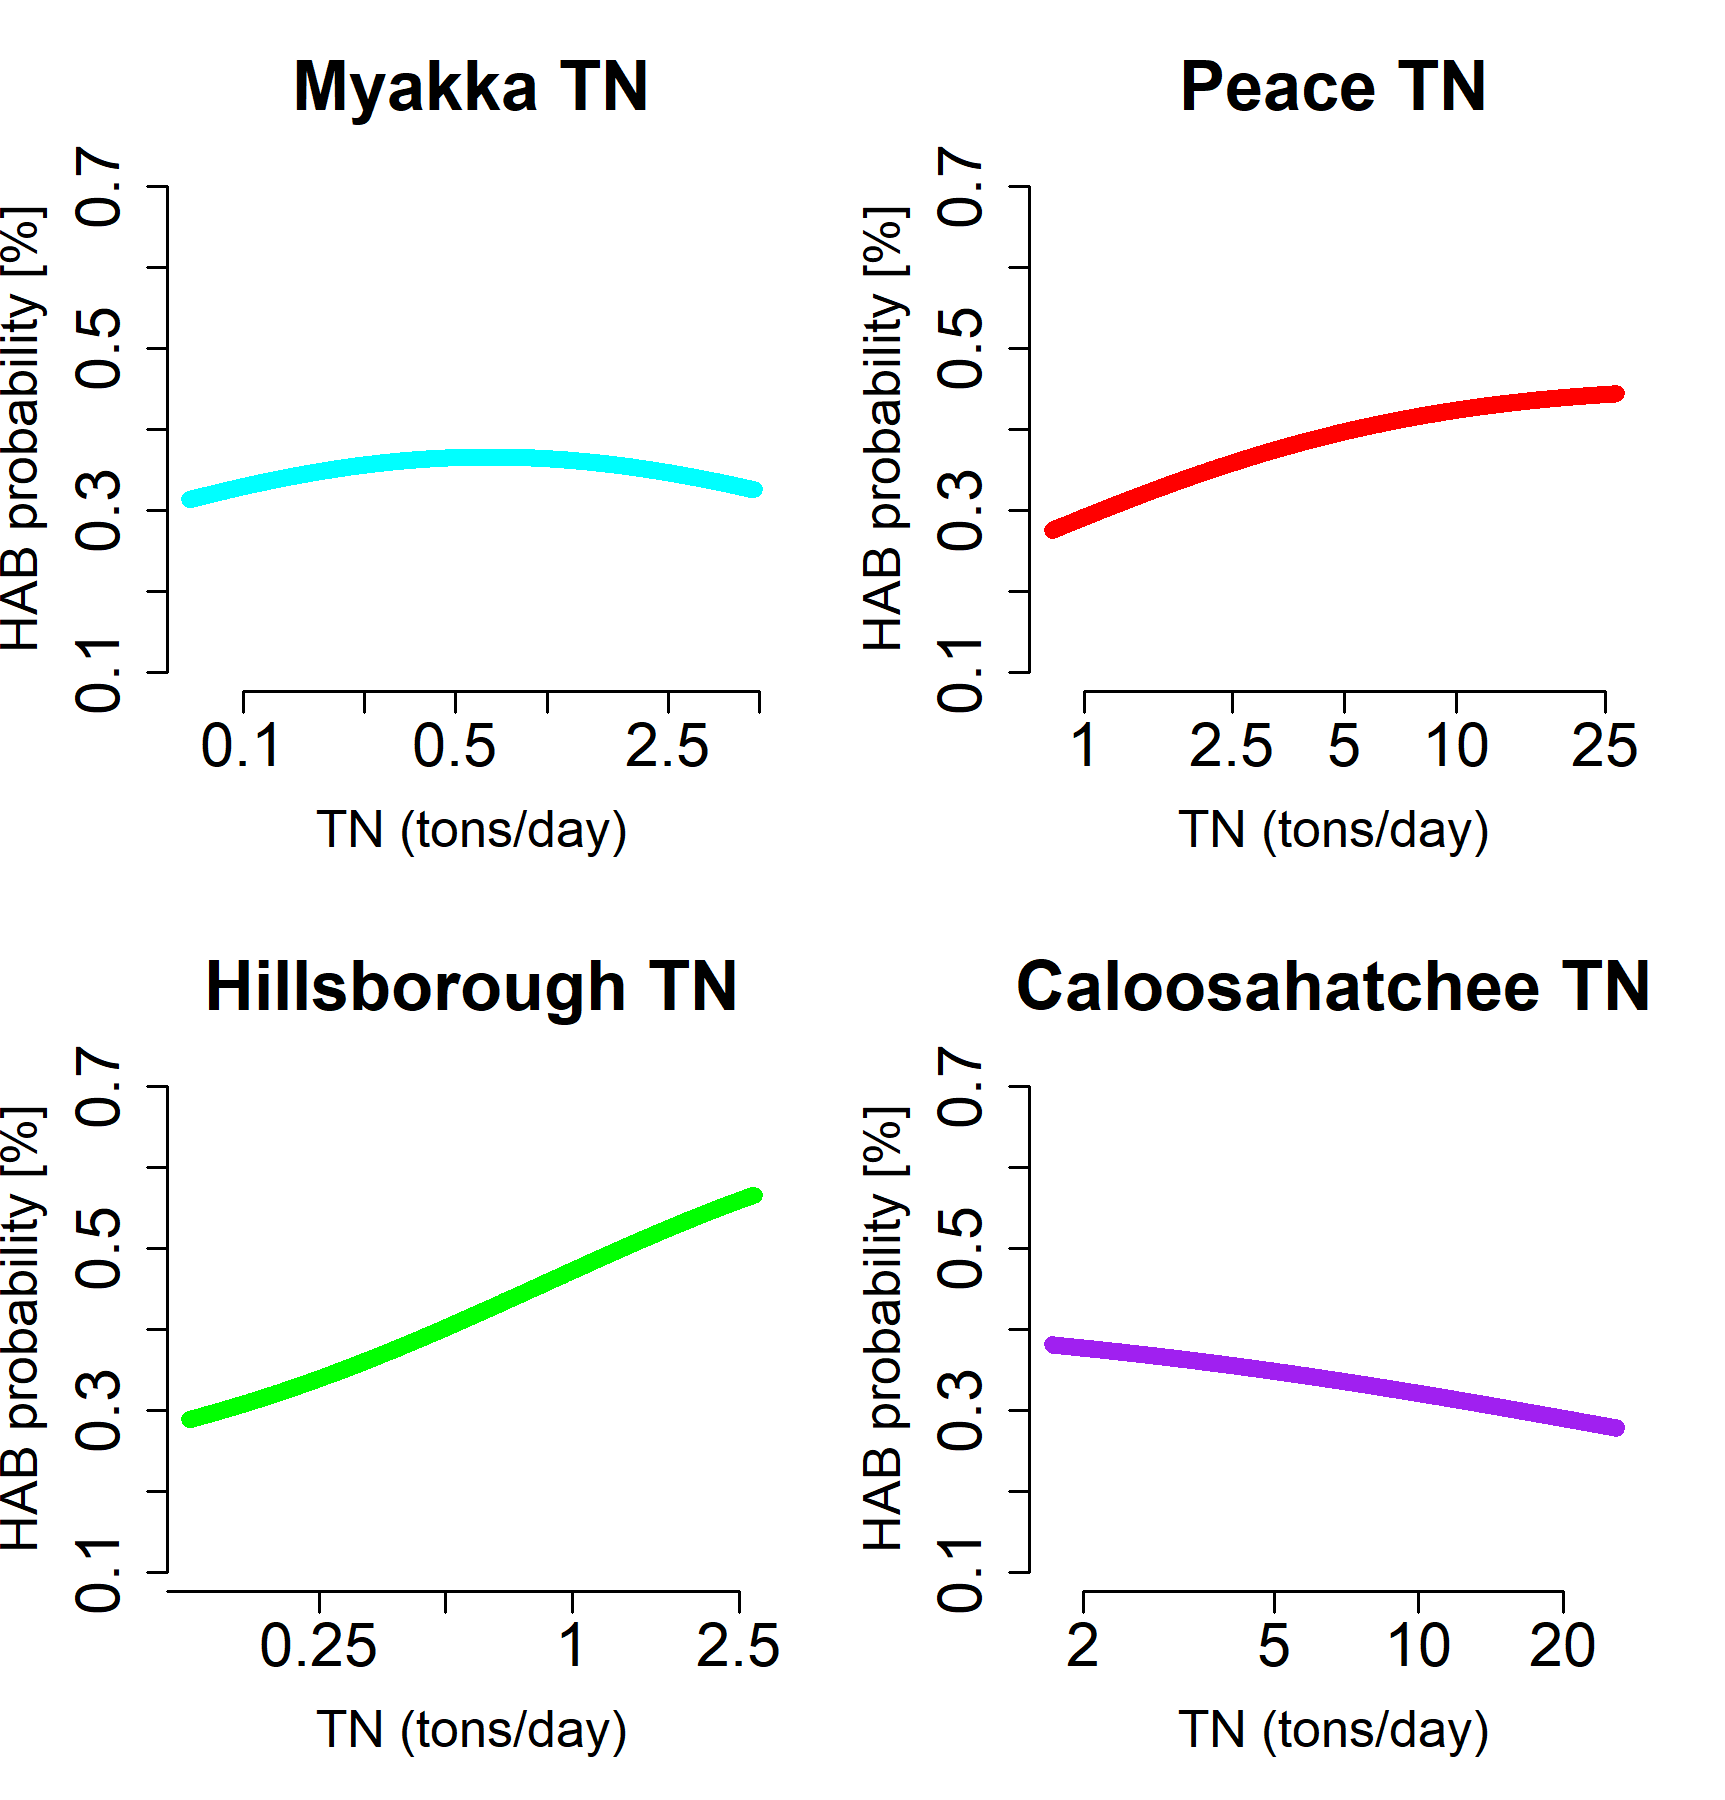 Myakka TN
HAB probability [%]
0.7
0.5
0.3
0.1
0.1 0.5 2.5
TN (tons/day)
Peace TN
HAB probability [%]
0.7
0.5
0.3
0.1
1 2.5 5 10 25
TN (tons/day)
Hillsborough TN
HAB probability [%]
0.7
0.5
0.3
0.1
0.25 1 2.5
TN (tons/day)
Caloosahatchee TN
HAB probability [%]
0.7
0.5
0.3
0.1
2 5 10 20
TN (tons/day)